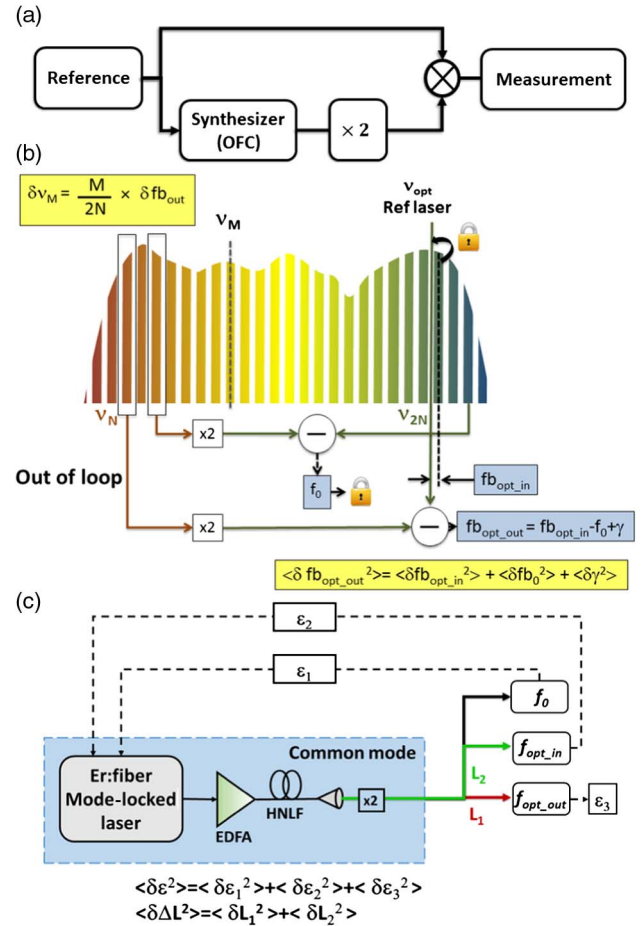 (a)
Reference
Synthesizer
(OFC)
× 2
Measurement
(b)
δν_M = M/2N × δfb_out
ν_opt
Ref laser
ν_M
ν_N
ν_2N
x2
f_0
fb_opt_in
Out of loop
x2
fb_opt_out = fb_opt_in-f_0+γ
<δ fb_opt_out²>= <δfb_opt_in²> + <δfb_0²> + <δγ²>
(c)
ε_2
ε_1
f_0
Common mode
Er:fiber
Mode-locked
laser
EDFA
HNLF
x2
L_2
f_opt_in
L_1
f_opt_out
ε_3
<δε²>=< δε_1²>+< δε_2²>+< δε_3²>
<δΔL²>=< δL_1²>+< δL_2²>